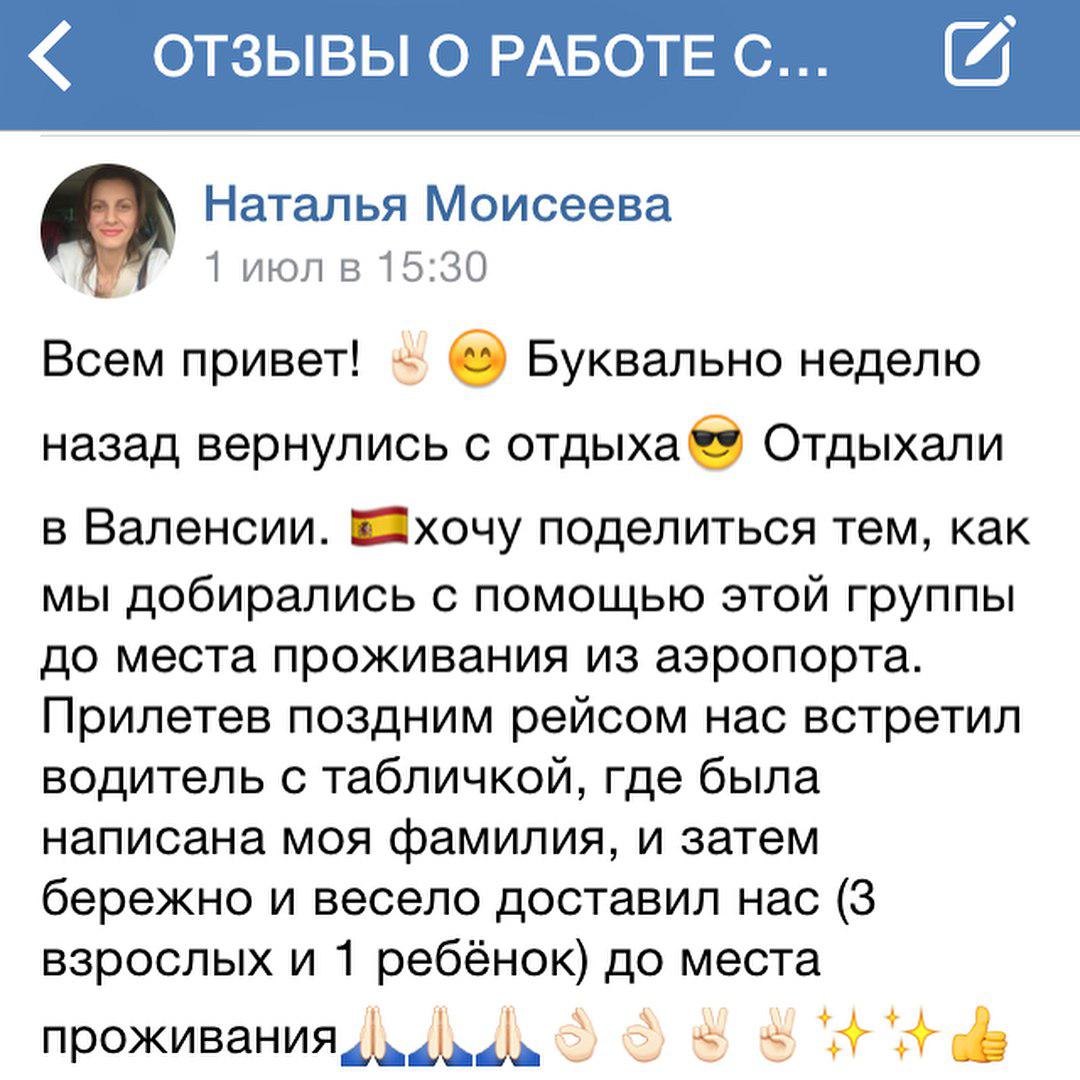 ОТЗЫВЫ О РАБОТЕ С...
Наталья Моисеева
1 июл в 15:30
Всем привет! ✌🏻😊 Буквально неделю
назад вернулись с отдыха😎 Отдыхали
в Валенсии. 🇪🇸хочу поделиться тем, как
мы добирались с помощью этой группы
до места проживания из аэропорта.
Прилетев поздним рейсом нас встретил
водитель с табличкой, где была
написана моя фамилия, и затем
бережно и весело доставил нас (3
взрослых и 1 ребёнок) до места
проживания🙏🏻🙏🏻🙏🏻👌🏻👌🏻✌🏻✌🏻✨✨👍